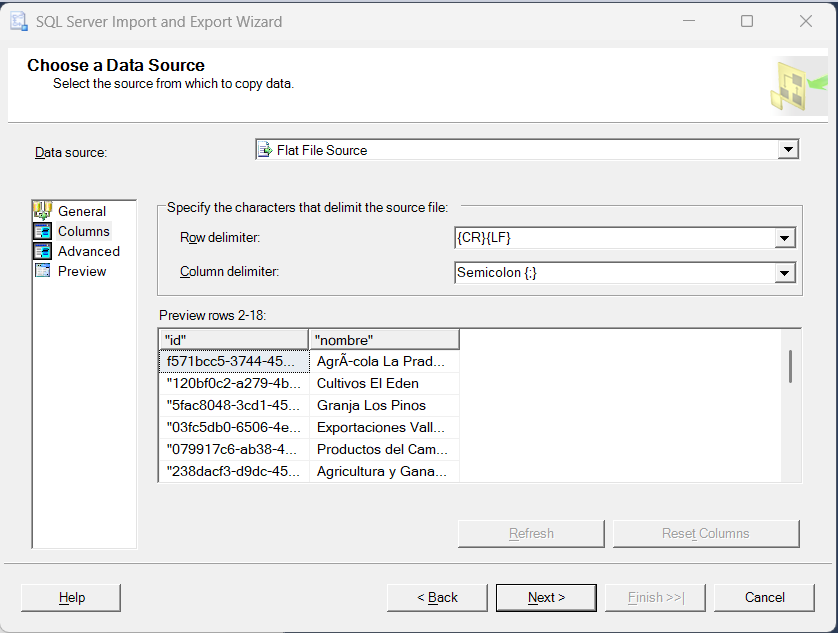 SQL Server Import and Export Wizard
Choose a Data Source
Select the source from which to copy data.
Data source:
Flat File Source
General
Columns
Advanced
Preview
Specify the characters that delimit the source file:
Row delimiter:
{CR}{LF}
Column delimiter:
Semicolon {;}
Preview rows 2-18:
"id" "nombre"
f571bcc5-3744-45... AgrÃ-cola La Prad...
"120bf0c2-a279-4b... Cultivos El Eden
"5fac8048-3cd1-45... Granja Los Pinos
"03fc5db0-6506-4e... Exportaciones Vall...
"079917c6-ab38-4... Productos del Cam...
"238dacf3-d9dc-45... Agricultura y Gana...
Refresh
Reset Columns
Help
< Back
Next >
Finish >>|
Cancel